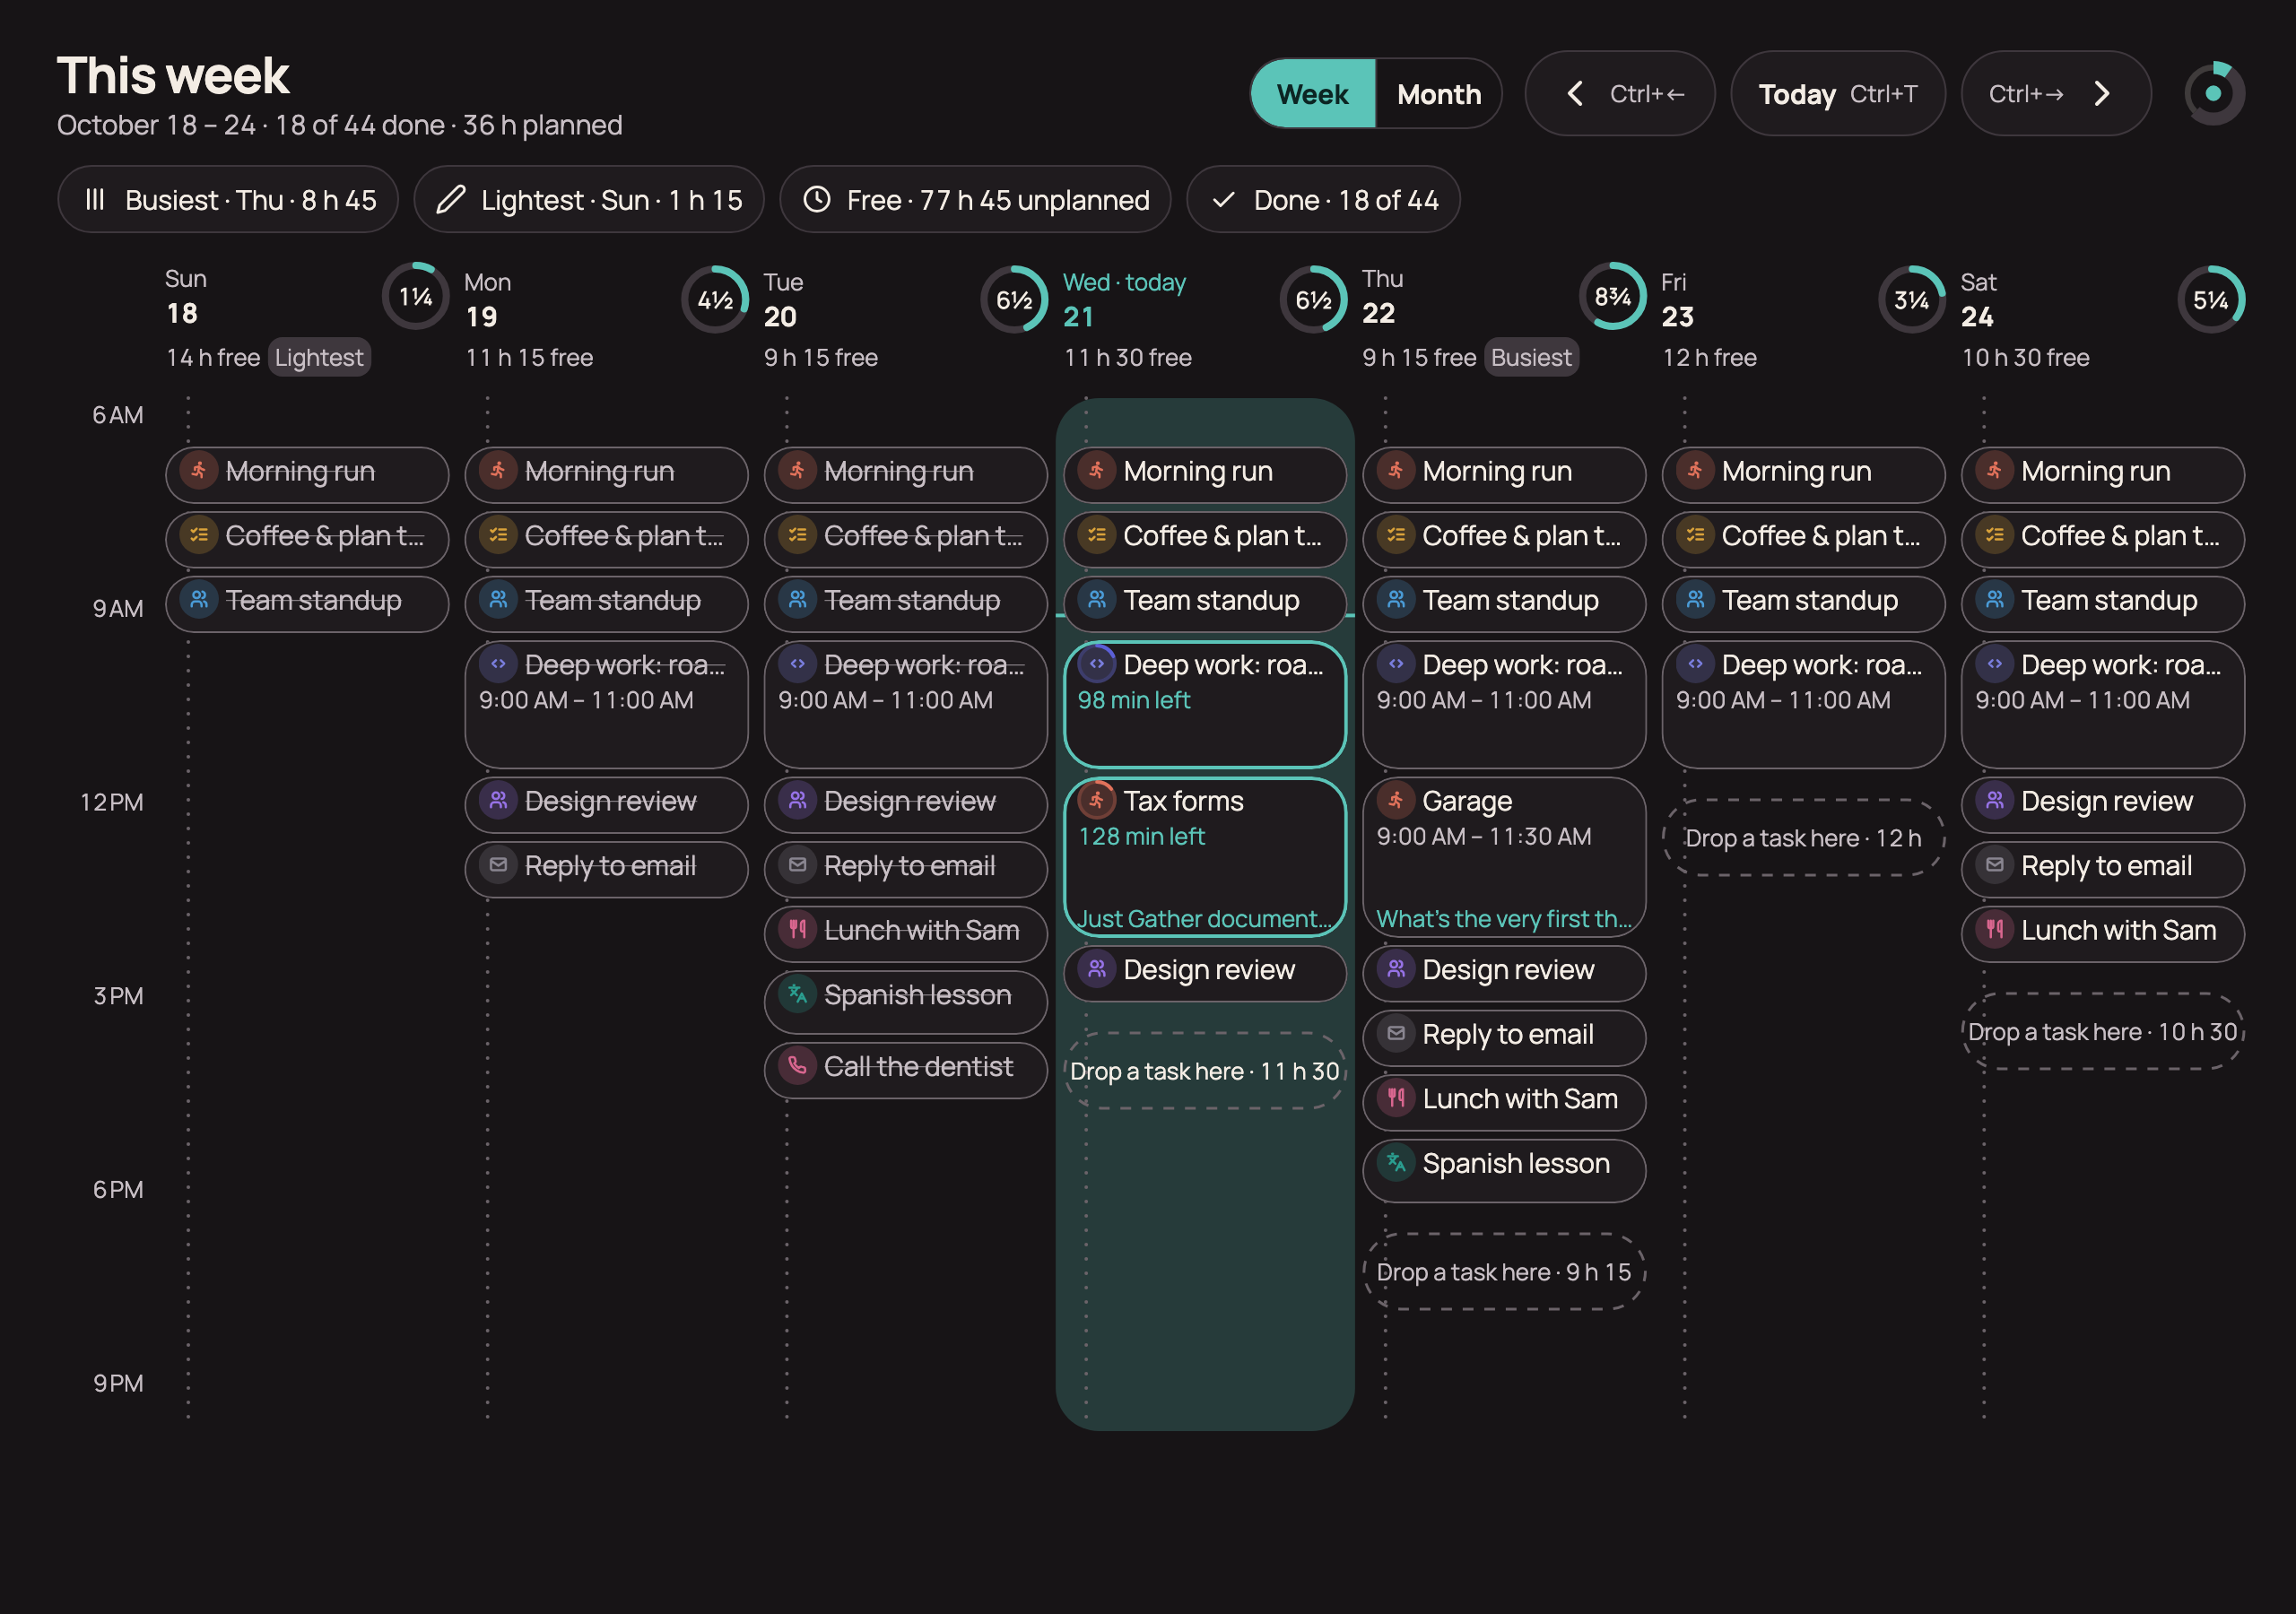 This week
October 18 – 24 · 18 of 44 done · 36 h planned
Week
Month
Ctrl+←
Today Ctrl+T
Ctrl+→
Busiest · Thu · 8 h 45
Lightest · Sun · 1 h 15
Free · 77 h 45 unplanned
Done · 18 of 44
Sun
18
1¼
14 h free Lightest
Mon
19
4½
11 h 15 free
Tue
20
6½
9 h 15 free
Wed · today
21
6½
11 h 30 free
Thu
22
8¾
9 h 15 free Busiest
Fri
23
3¼
12 h free
Sat
24
5¼
10 h 30 free
6 AM
9 AM
12 PM
3 PM
6 PM
9 PM
Morning run
Coffee & plan t...
Team standup
Morning run
Coffee & plan t...
Team standup
Deep work: roa...
9:00 AM – 11:00 AM
Design review
Reply to email
Morning run
Coffee & plan t...
Team standup
Deep work: roa...
9:00 AM – 11:00 AM
Design review
Reply to email
Lunch with Sam
Spanish lesson
Call the dentist
Morning run
Coffee & plan t...
Team standup
Deep work: roa...
98 min left
Tax forms
128 min left
Just Gather document...
Design review
Drop a task here · 11 h 30
Morning run
Coffee & plan t...
Team standup
Deep work: roa...
9:00 AM – 11:00 AM
Garage
9:00 AM – 11:30 AM
What's the very first th...
Design review
Reply to email
Lunch with Sam
Spanish lesson
Drop a task here · 9 h 15
Morning run
Coffee & plan t...
Team standup
Deep work: roa...
9:00 AM – 11:00 AM
Drop a task here · 12 h
Morning run
Coffee & plan t...
Team standup
Deep work: roa...
9:00 AM – 11:00 AM
Design review
Reply to email
Lunch with Sam
Drop a task here · 10 h 30